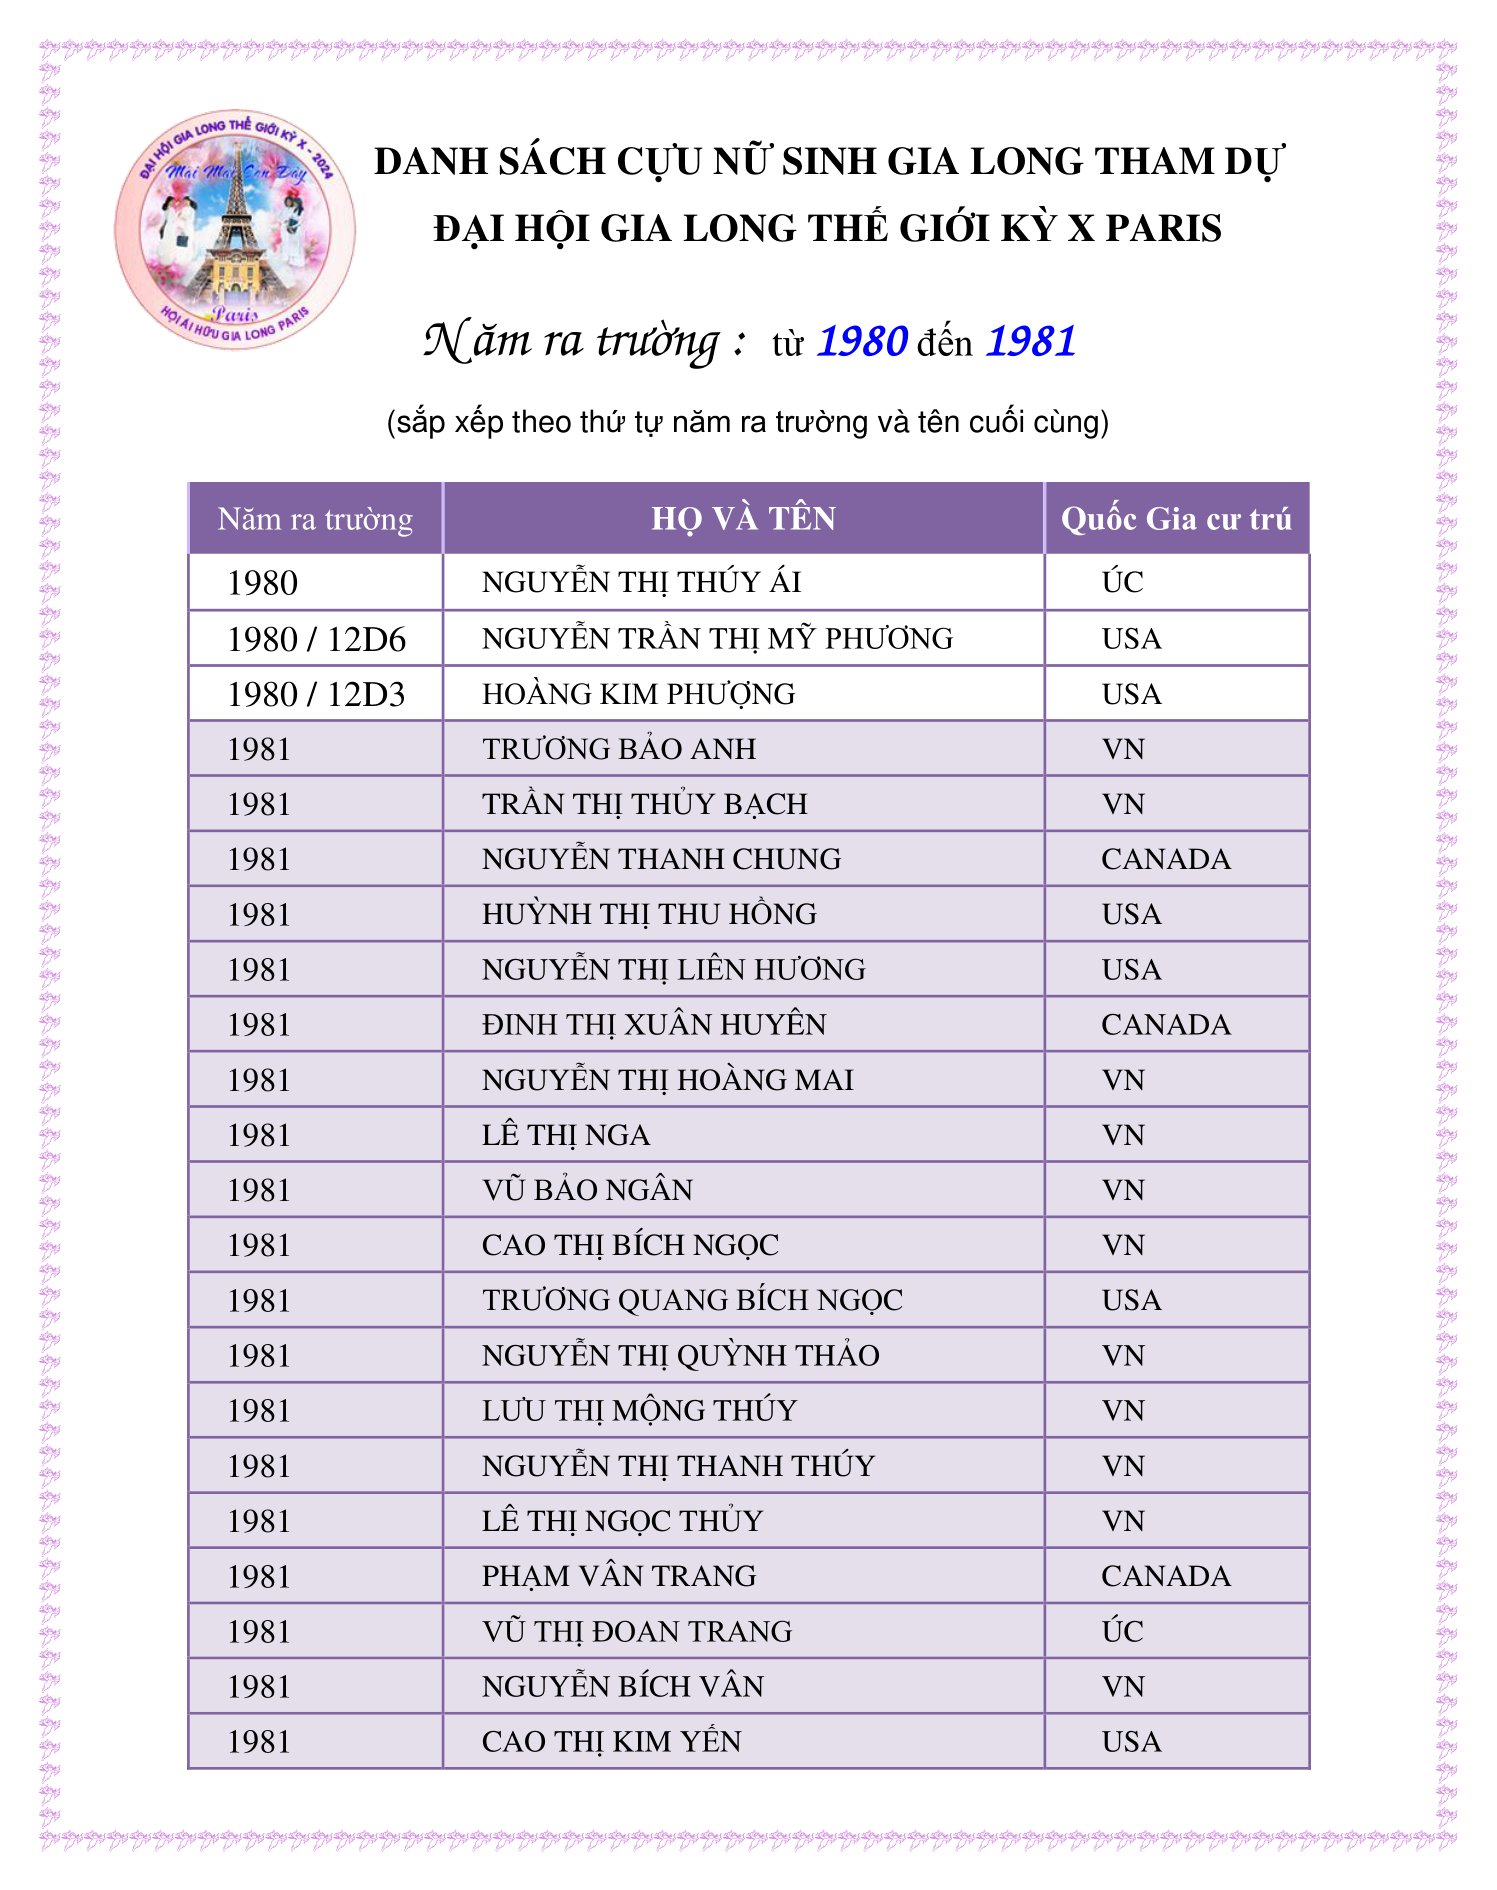 ĐẠI HỘI GIA LONG THẾ GIỚI KỲ X - 2024
Mai Mai Con Day
Paris
HỘI ÁI HỮU GIA LONG PARIS
DANH SÁCH CỰU NỮ SINH GIA LONG THAM DỰ
ĐẠI HỘI GIA LONG THẾ GIỚI KỲ X PARIS
Năm ra trường : từ 1980 đến 1981
(sắp xếp theo thứ tự năm ra trường và tên cuối cùng)
Năm ra trường HỌ VÀ TÊN Quốc Gia cư trú
1980 NGUYỄN THỊ THÚY ÁI ÚC
1980 / 12D6 NGUYỄN TRẦN THỊ MỸ PHƯƠNG USA
1980 / 12D3 HOÀNG KIM PHƯỢNG USA
1981 TRƯƠNG BẢO ANH VN
1981 TRẦN THỊ THỦY BẠCH VN
1981 NGUYỄN THANH CHUNG CANADA
1981 HUỲNH THỊ THU HỒNG USA
1981 NGUYỄN THỊ LIÊN HƯƠNG USA
1981 ĐINH THỊ XUÂN HUYÊN CANADA
1981 NGUYỄN THỊ HOÀNG MAI VN
1981 LÊ THỊ NGA VN
1981 VŨ BẢO NGÂN VN
1981 CAO THỊ BÍCH NGỌC VN
1981 TRƯƠNG QUANG BÍCH NGỌC USA
1981 NGUYỄN THỊ QUỲNH THẢO VN
1981 LƯU THỊ MỘNG THÚY VN
1981 NGUYỄN THỊ THANH THÚY VN
1981 LÊ THỊ NGỌC THỦY VN
1981 PHẠM VÂN TRANG CANADA
1981 VŨ THỊ ĐOAN TRANG ÚC
1981 NGUYỄN BÍCH VÂN VN
1981 CAO THỊ KIM YẾN USA